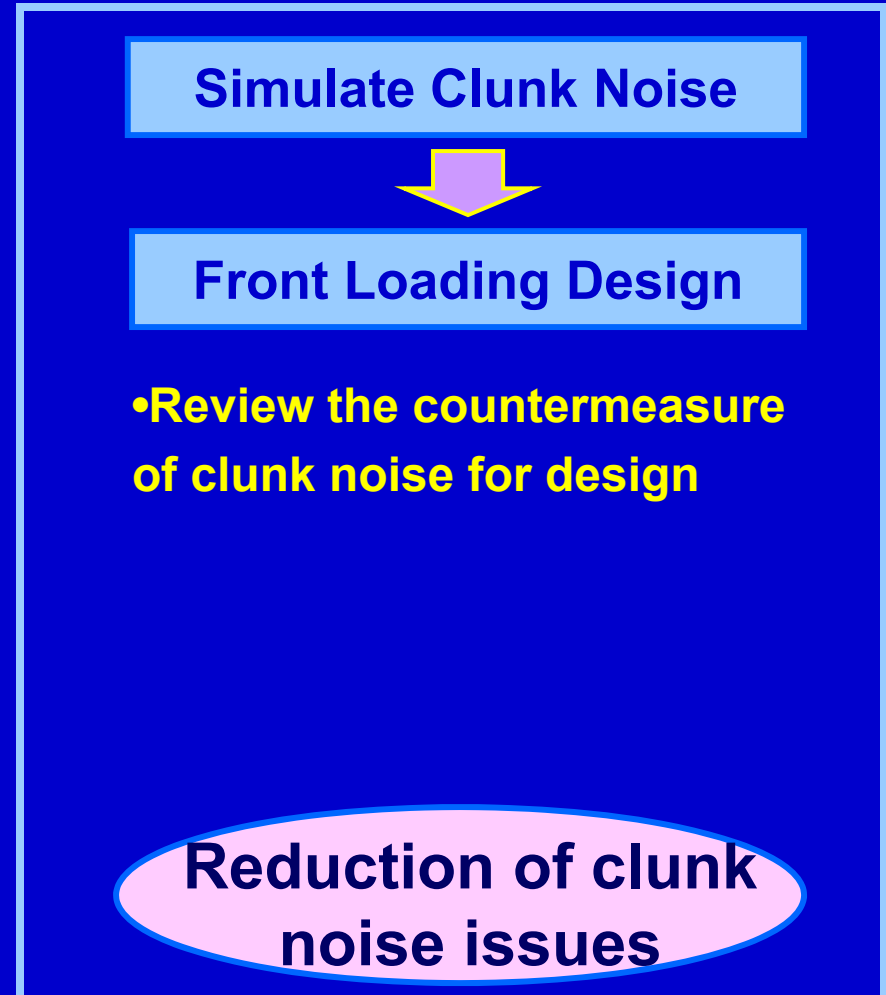 Simulate Clunk Noise
Front Loading Design
•Review the countermeasure
of clunk noise for design
Reduction of clunk
noise issues